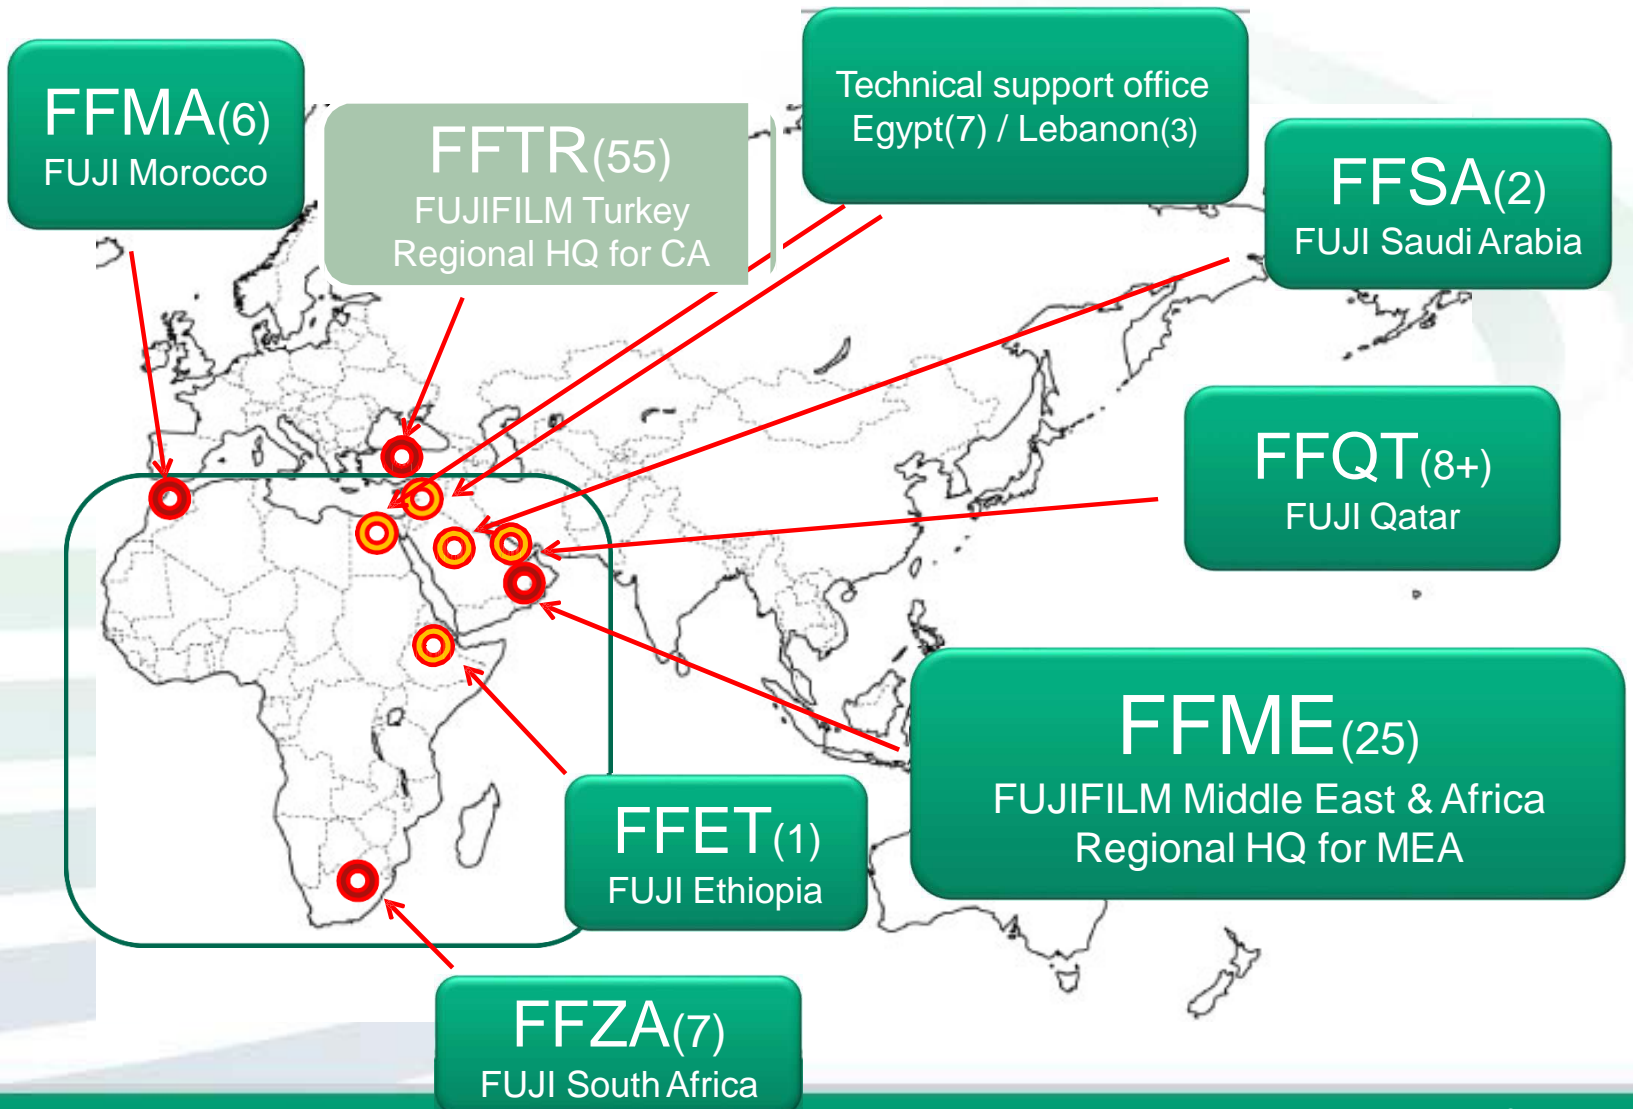 FFMA(6)
FUJI Morocco
FFTR(55)
FUJIFILM Turkey
Regional HQ for CA
Technical support office
Egypt(7) / Lebanon(3)
FFSA(2)
FUJI Saudi Arabia
FFQT(8+)
FUJI Qatar
FFME(25)
FUJIFILM Middle East & Africa
Regional HQ for MEA
FFET(1)
FUJI Ethiopia
FFZA(7)
FUJI South Africa